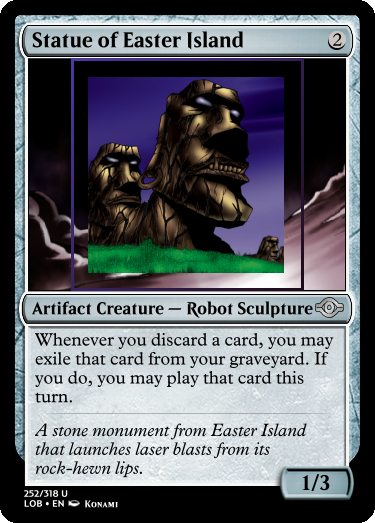 Statue of Easter Island 2
Artifact Creature — Robot Sculpture
Whenever you discard a card, you may
exile that card from your graveyard. If
you do, you may play that card this
turn.
A stone monument from Easter Island
that launches laser blasts from its
rock-hewn lips.
1/3
252/318 U
LOB • EN Konami